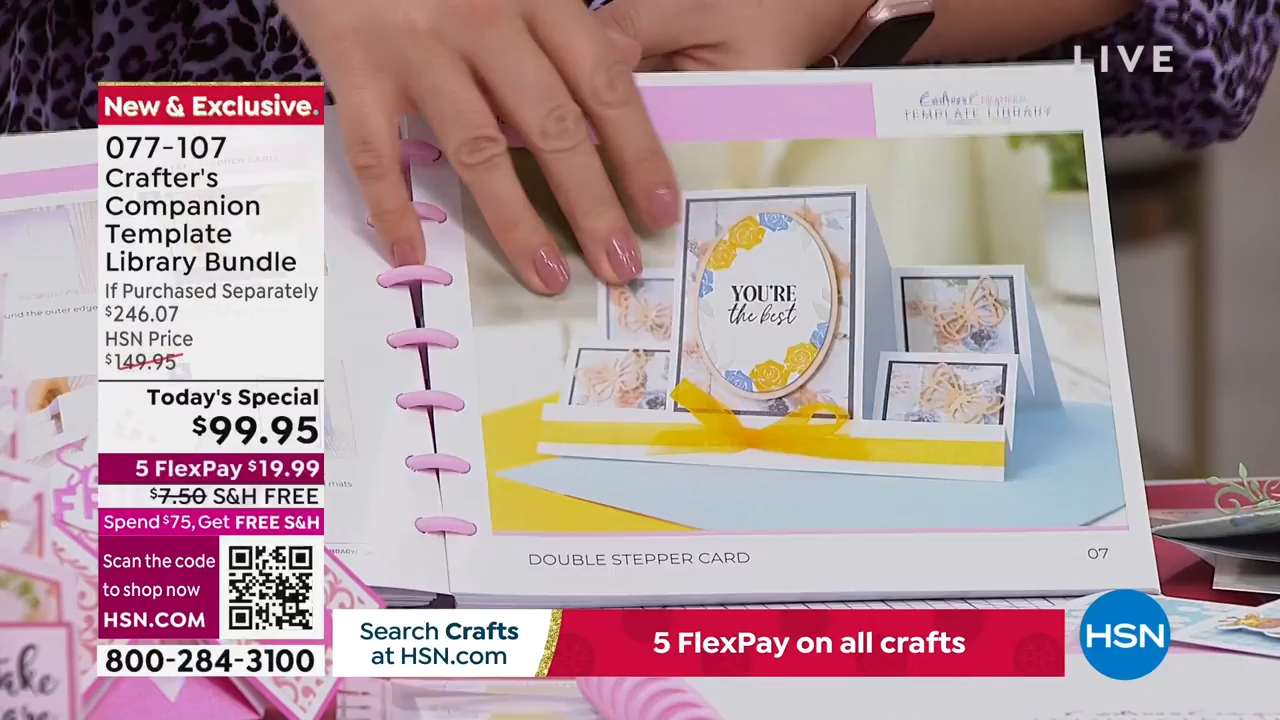 LIVE
New & Exclusive.
077-107
Crafter's
Companion
Template
Library Bundle
If Purchased Separately
$246.07
HSN Price
$149.95
Today's Special
$99.95
5 FlexPay $19.99
$7.50 S&H FREE
Spend $75, Get FREE S&H
Scan the code
to shop now
HSN.COM
800-284-3100
TEMPLATE LIBRARY
YOU'RE
the best
DOUBLE STEPPER CARD
07
Search Crafts
at HSN.com
5 FlexPay on all crafts
HSN